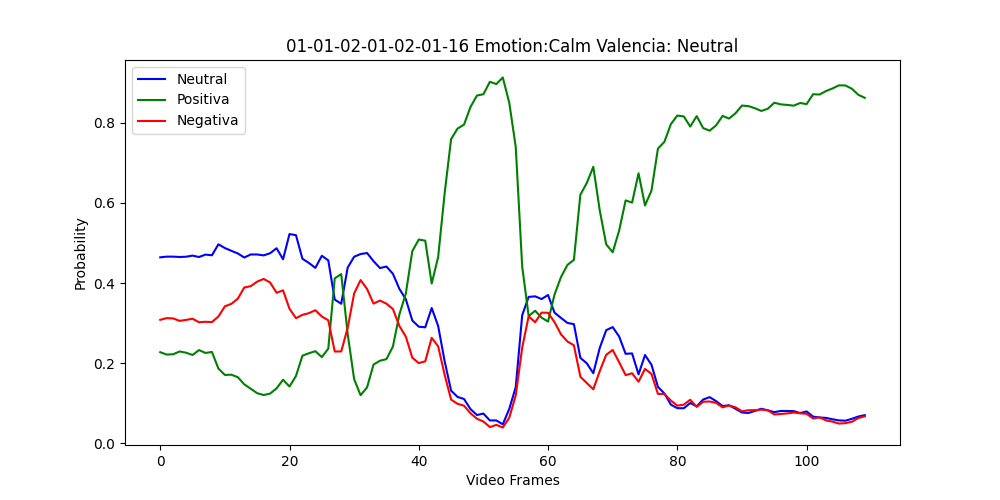 01-01-02-01-02-01-16 Emotion:Calm Valencia: Neutral
Neutral
Positiva
Negativa
Probability
0.8
0.6
0.4
0.2
0.0
0 20 40 60 80 100
Video Frames